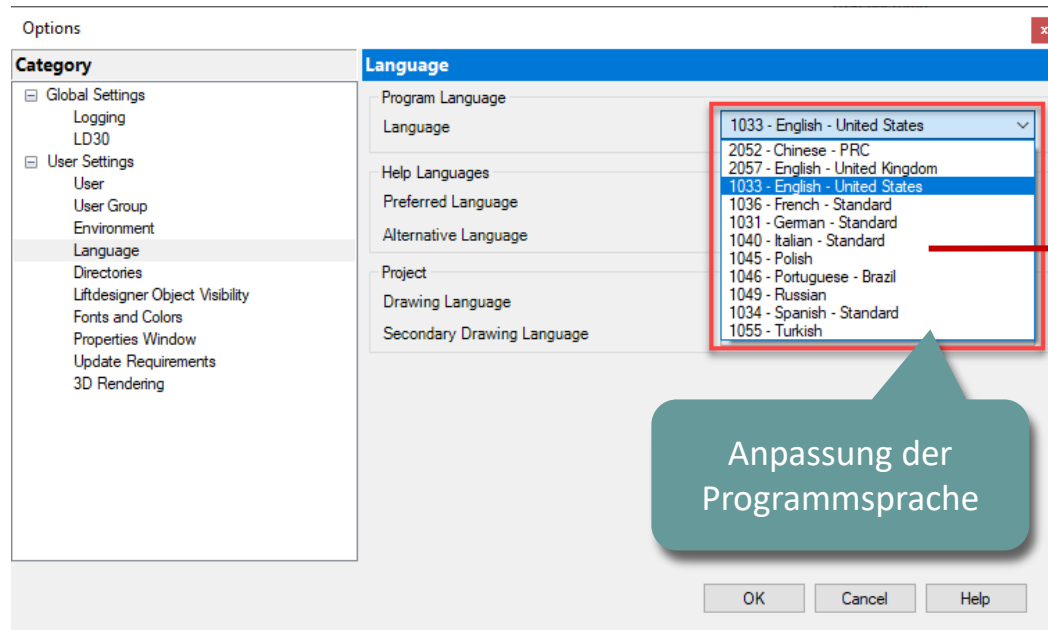 Options
x
Category
Language
Global Settings
Logging
LD30
User Settings
User
User Group
Environment
Language
Directories
Liftdesigner Object Visibility
Fonts and Colors
Properties Window
Update Requirements
3D Rendering
Program Language
Language
1033 - English - United States
2052 - Chinese - PRC
2057 - English - United Kingdom
1033 - English - United States
1036 - French - Standard
1031 - German - Standard
1040 - Italian - Standard
1045 - Polish
1046 - Portuguese - Brazil
1049 - Russian
1034 - Spanish - Standard
1055 - Turkish
Help Languages
Preferred Language
Alternative Language
Project
Drawing Language
Secondary Drawing Language
Anpassung der
Programmsprache
OK
Cancel
Help